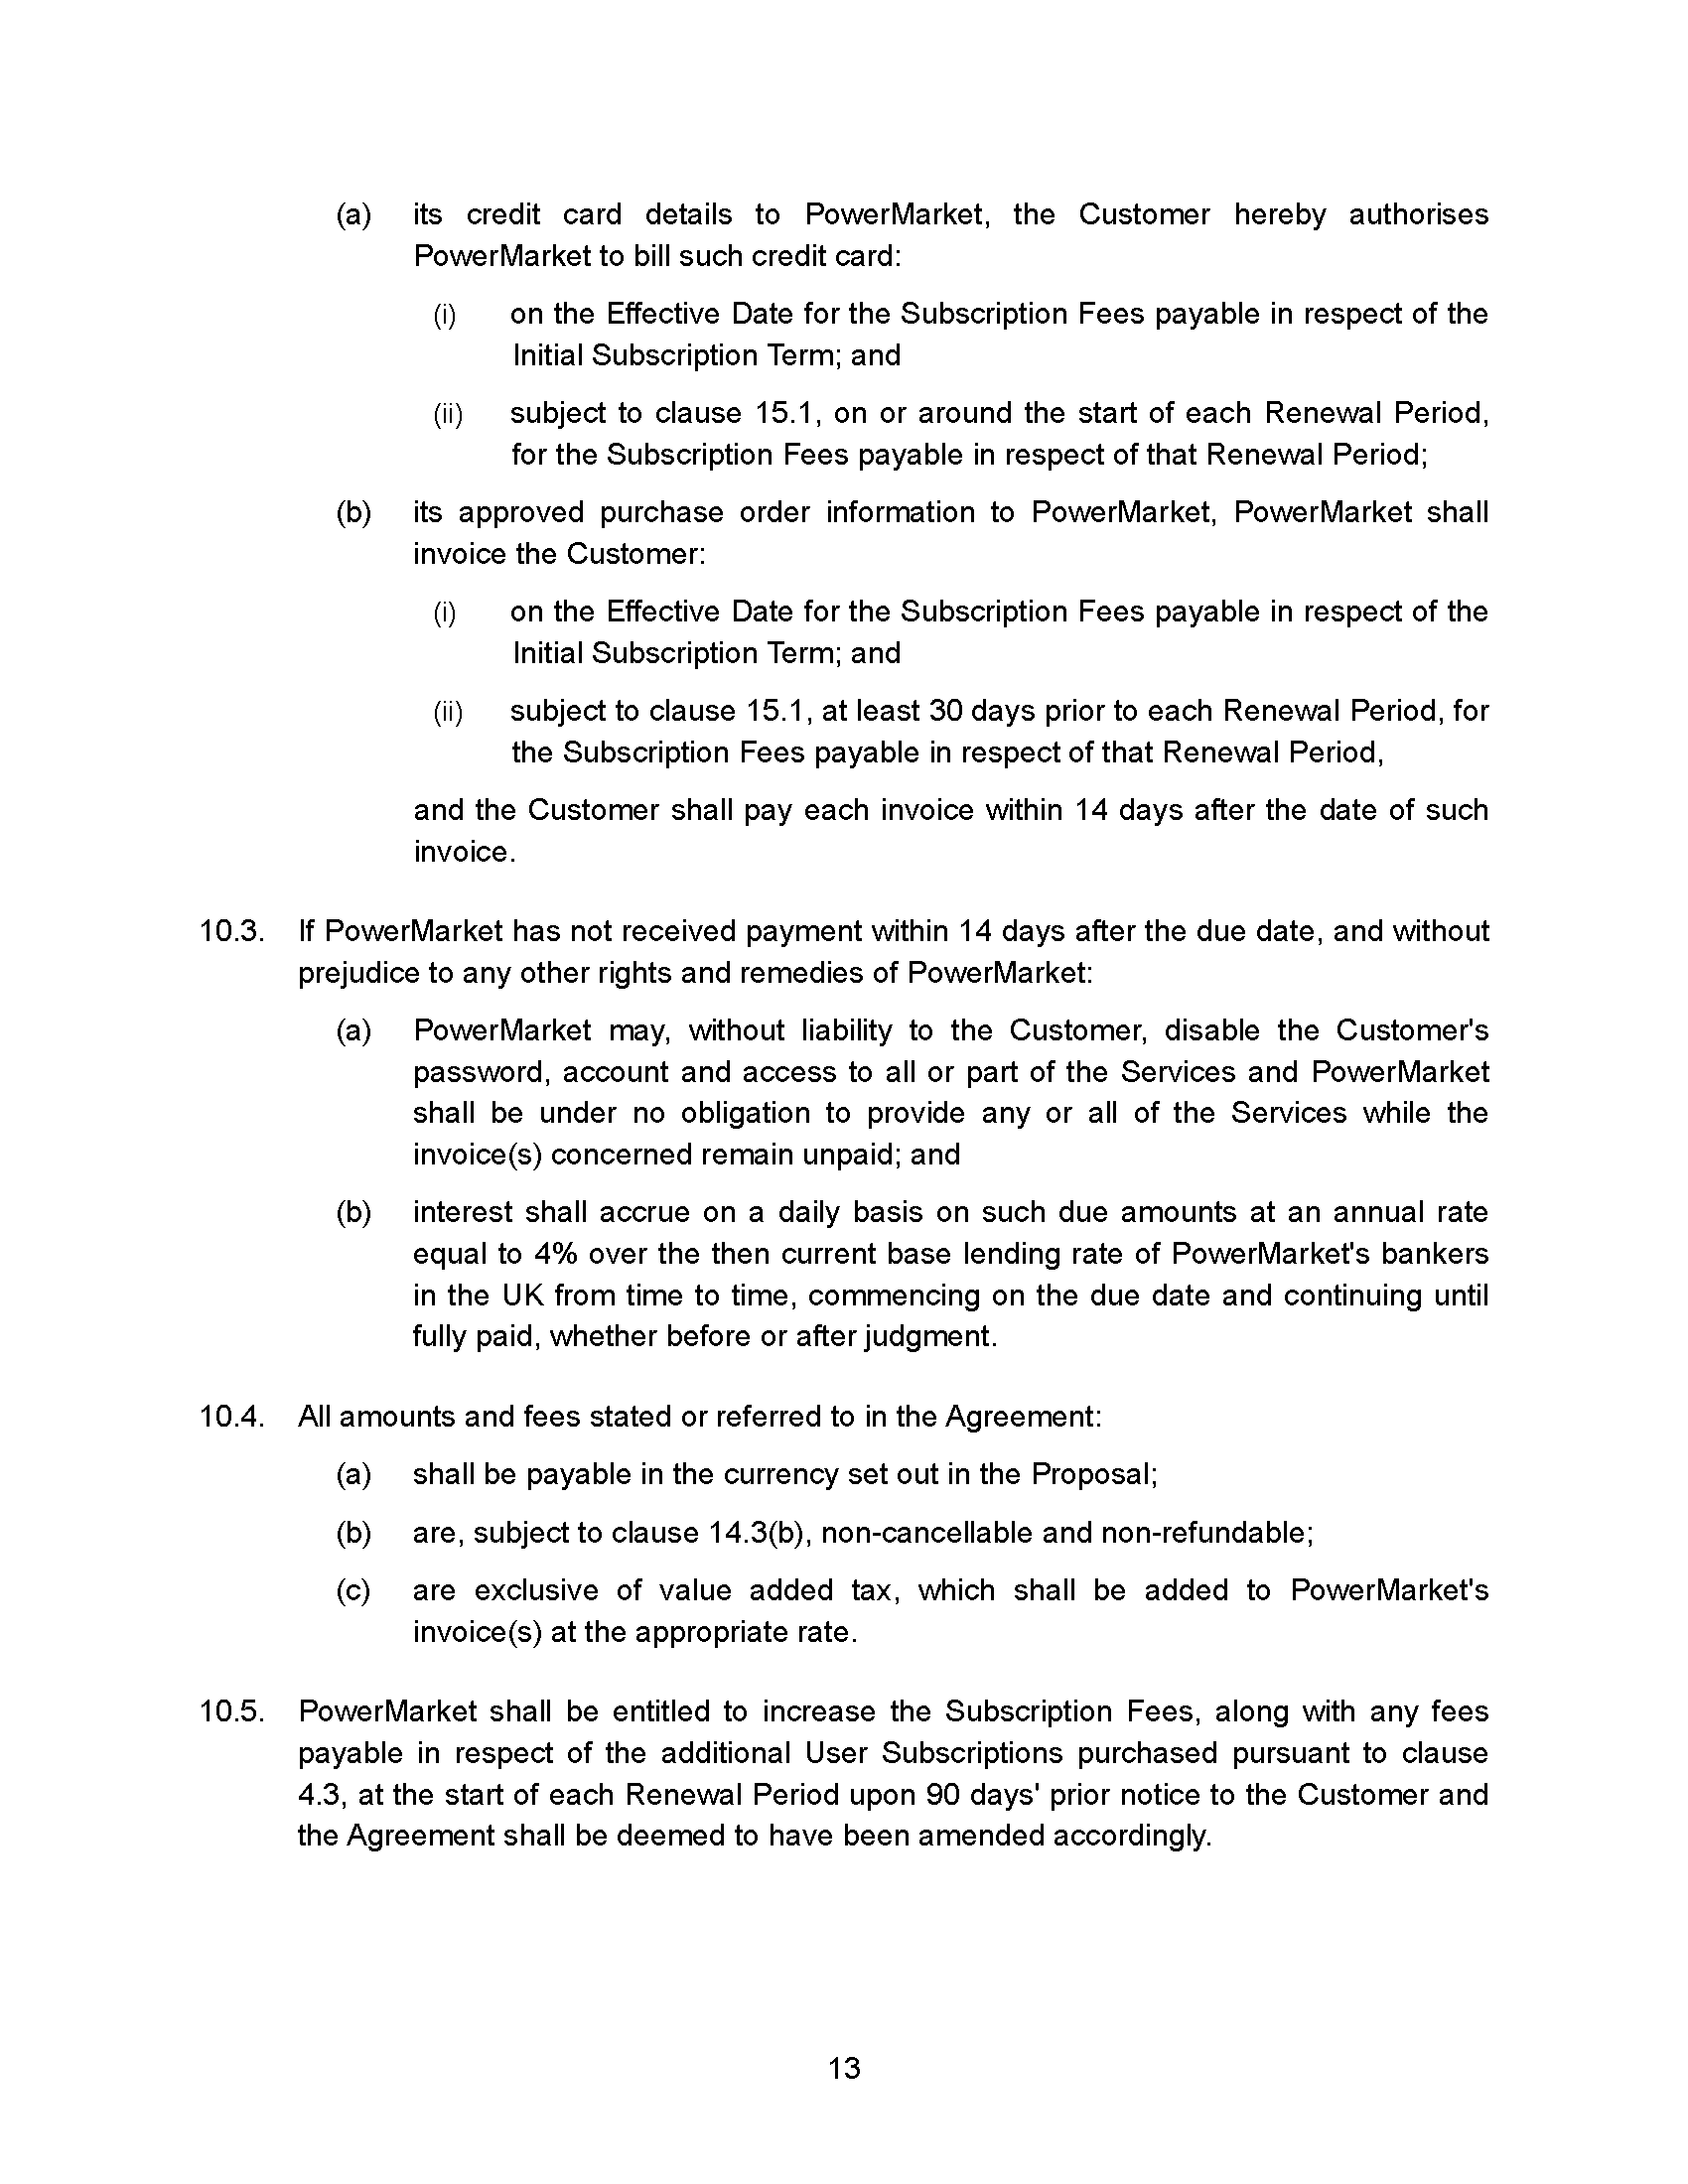 (a) its credit card details to PowerMarket, the Customer hereby authorises
PowerMarket to bill such credit card:
(i) on the Effective Date for the Subscription Fees payable in respect of the
Initial Subscription Term; and
(ii) subject to clause 15.1, on or around the start of each Renewal Period,
for the Subscription Fees payable in respect of that Renewal Period;
(b) its approved purchase order information to PowerMarket, PowerMarket shall
invoice the Customer:
(i) on the Effective Date for the Subscription Fees payable in respect of the
Initial Subscription Term; and
(ii) subject to clause 15.1, at least 30 days prior to each Renewal Period, for
the Subscription Fees payable in respect of that Renewal Period,
and the Customer shall pay each invoice within 14 days after the date of such
invoice.
10.3. If PowerMarket has not received payment within 14 days after the due date, and without
prejudice to any other rights and remedies of PowerMarket:
(a) PowerMarket may, without liability to the Customer, disable the Customer's
password, account and access to all or part of the Services and PowerMarket
shall be under no obligation to provide any or all of the Services while the
invoice(s) concerned remain unpaid; and
(b) interest shall accrue on a daily basis on such due amounts at an annual rate
equal to 4% over the then current base lending rate of PowerMarket's bankers
in the UK from time to time, commencing on the due date and continuing until
fully paid, whether before or after judgment.
10.4. All amounts and fees stated or referred to in the Agreement:
(a) shall be payable in the currency set out in the Proposal;
(b) are, subject to clause 14.3(b), non-cancellable and non-refundable;
(c) are exclusive of value added tax, which shall be added to PowerMarket's
invoice(s) at the appropriate rate.
10.5. PowerMarket shall be entitled to increase the Subscription Fees, along with any fees
payable in respect of the additional User Subscriptions purchased pursuant to clause
4.3, at the start of each Renewal Period upon 90 days' prior notice to the Customer and
the Agreement shall be deemed to have been amended accordingly.
13